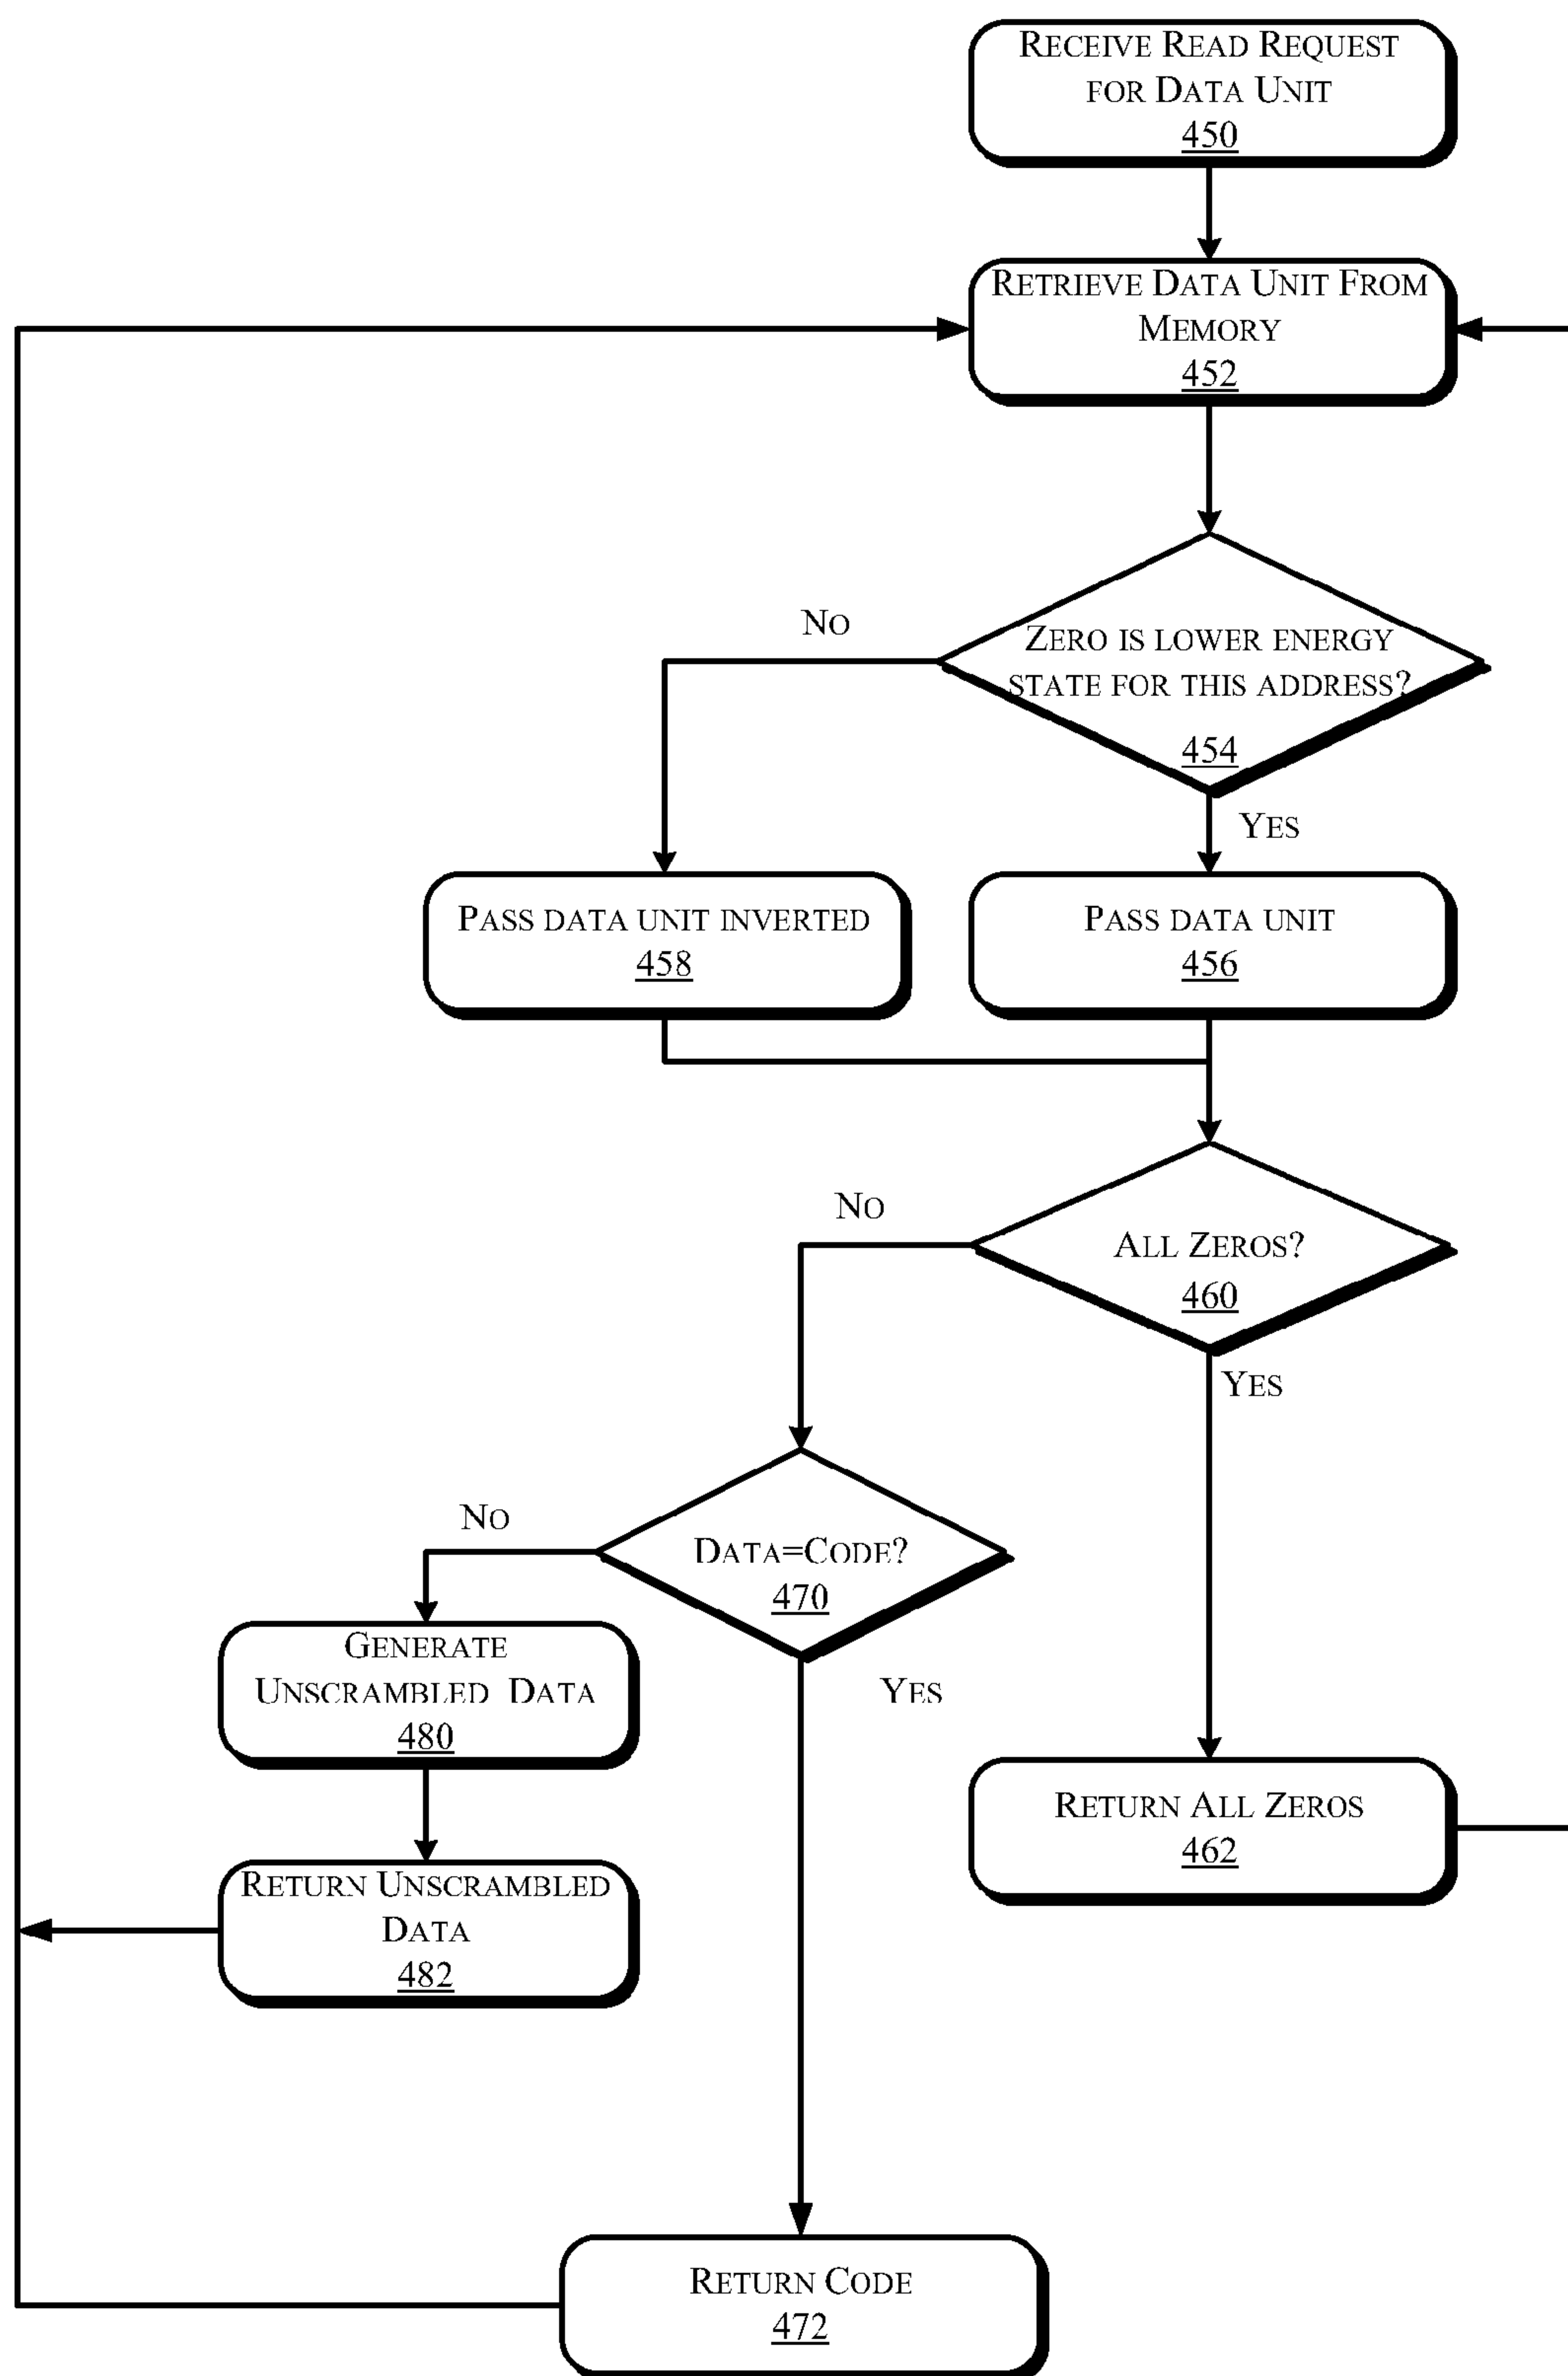 RECEIVE READ REQUEST
FOR DATA UNIT
450
RETRIEVE DATA UNIT FROM
MEMORY
452
NO
ZERO IS LOWER ENERGY
STATE FOR THIS ADDRESS?
454
YES
PASS DATA UNIT INVERTED
458
PASS DATA UNIT
456
NO
ALL ZEROS?
460
YES
NO
DATA=CODE?
470
YES
GENERATE
UNSCRAMBLED DATA
480
RETURN ALL ZEROS
462
RETURN UNSCRAMBLED
DATA
482
RETURN CODE
472